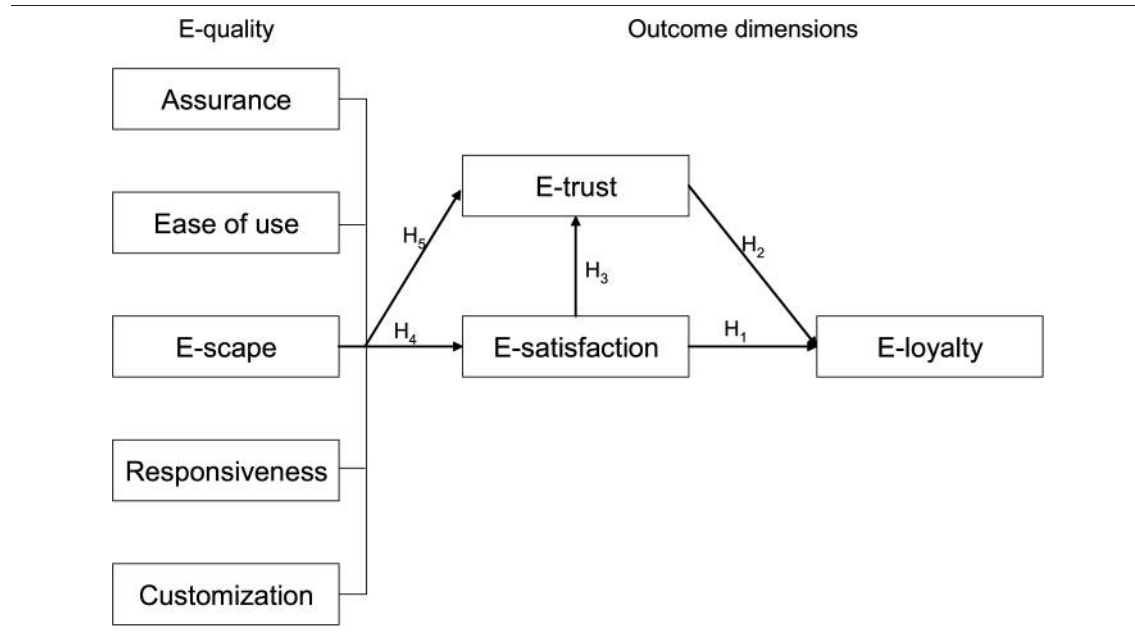 E-quality
Outcome dimensions
Assurance
Ease of use
E-scape
Responsiveness
Customization
E-trust
E-satisfaction
E-loyalty
H₅
H₄
H₃
H₂
H₁